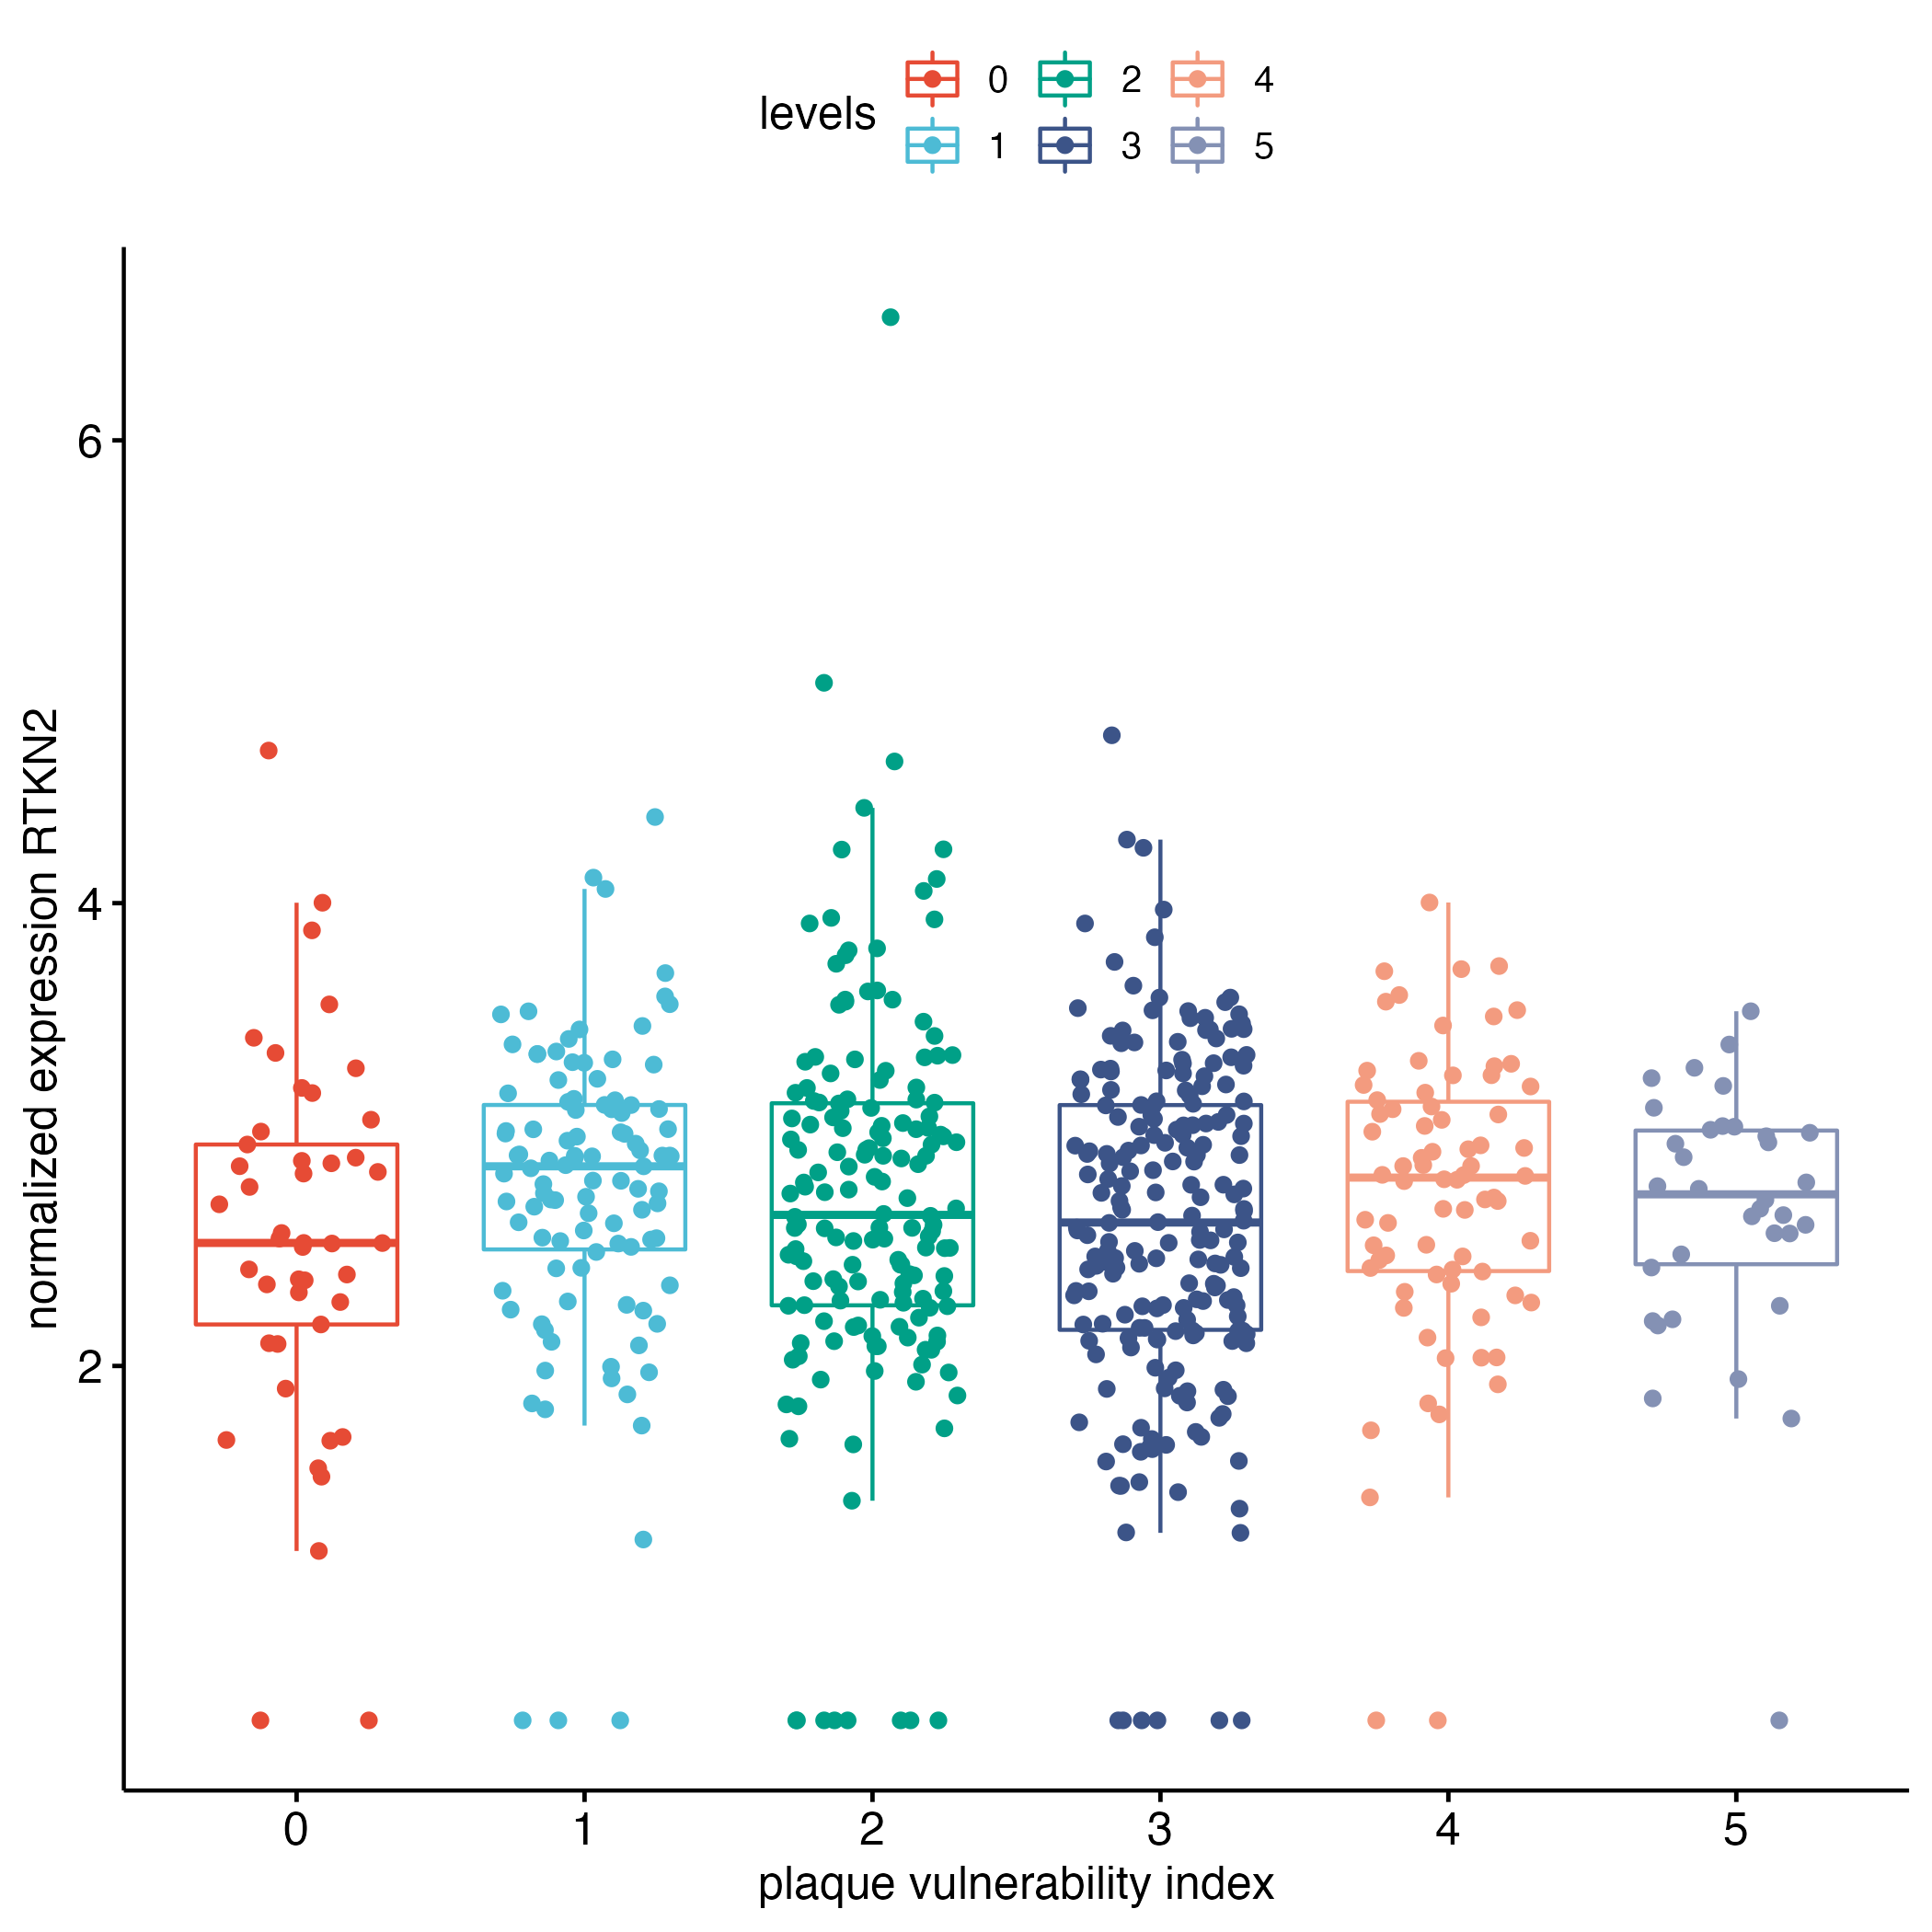 levels
0 2 4
1 3 5
normalized expression RTKN2
6
4
2
0 1 2 3 4 5
plaque vulnerability index